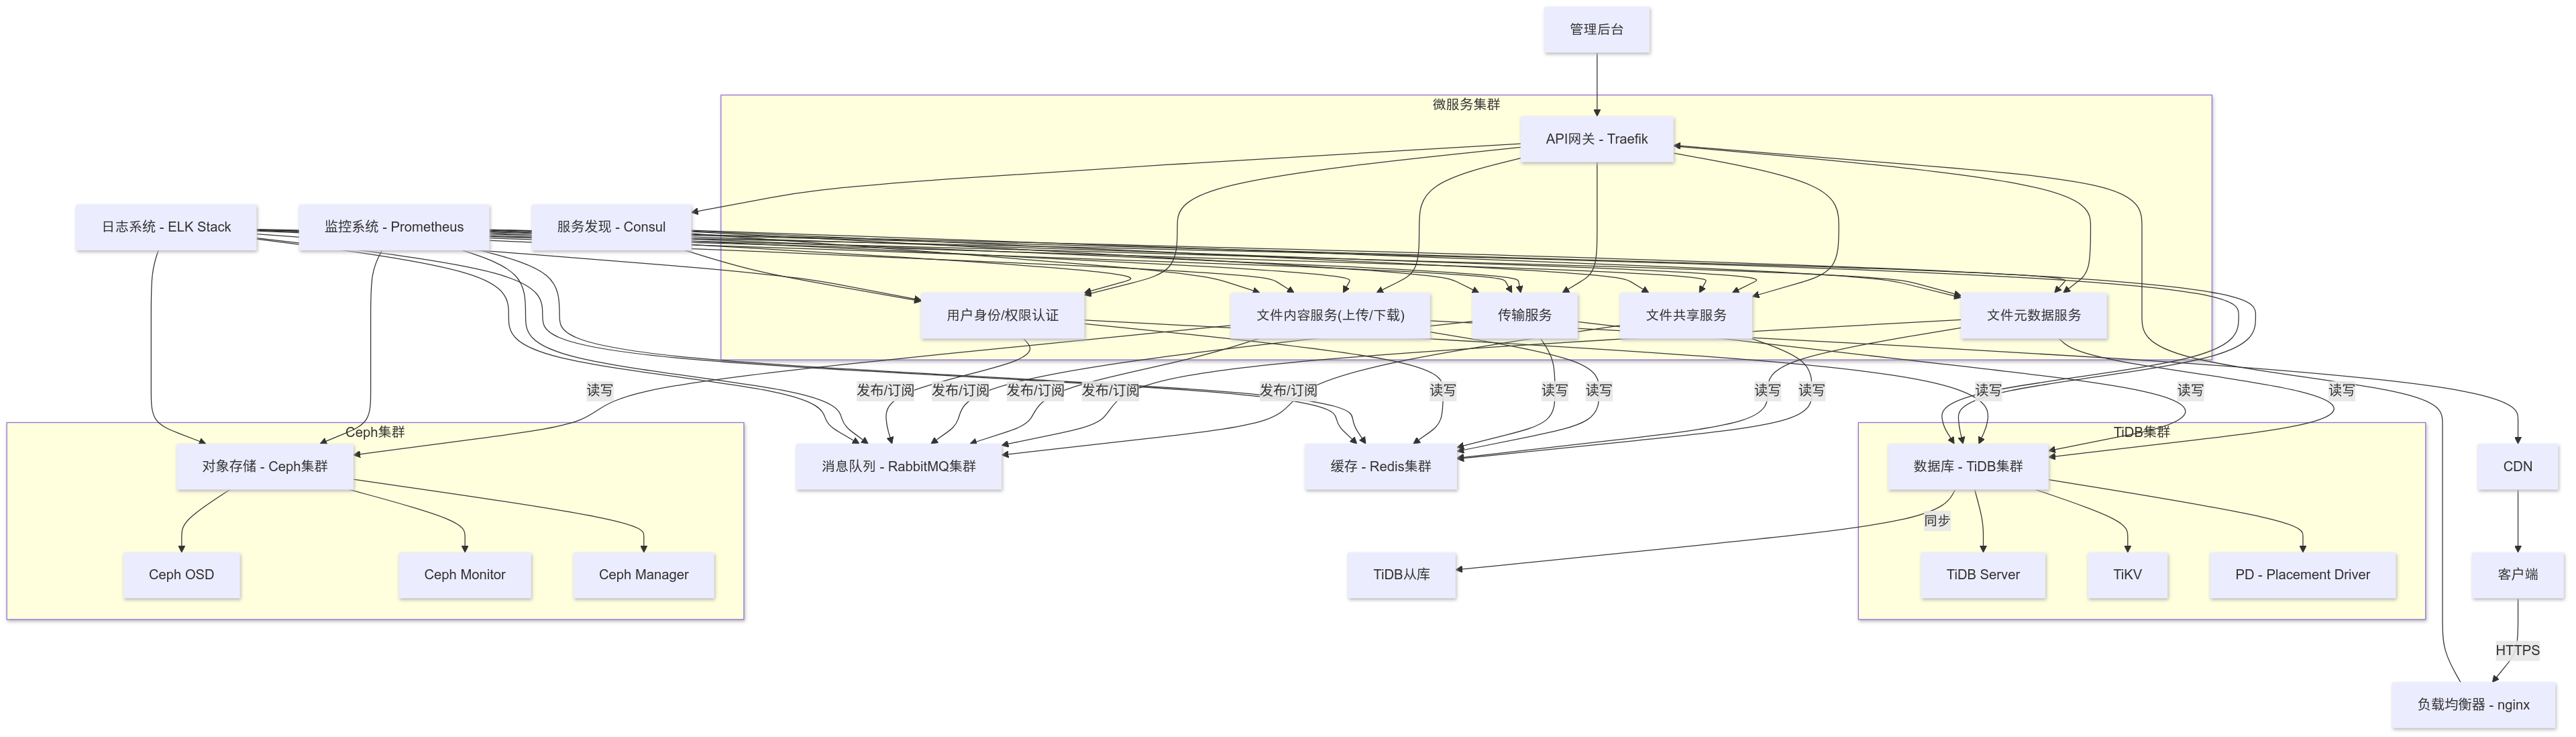 管理后台
微服务集群
API网关 - Traefik
日志系统 - ELK Stack
监控系统 - Prometheus
服务发现 - Consul
用户身份/权限认证
文件内容服务(上传/下载)
传输服务
文件共享服务
文件元数据服务
读写
发布/订阅
发布/订阅
发布/订阅
发布/订阅
发布/订阅
读写
读写
读写
读写
读写
读写
读写
读写
Ceph集群
TiDB集群
对象存储 - Ceph集群
消息队列 - RabbitMQ集群
缓存 - Redis集群
数据库 - TiDB集群
CDN
同步
Ceph OSD
Ceph Monitor
Ceph Manager
TiDB从库
TiDB Server
TiKV
PD - Placement Driver
客户端
HTTPS
负载均衡器 - nginx